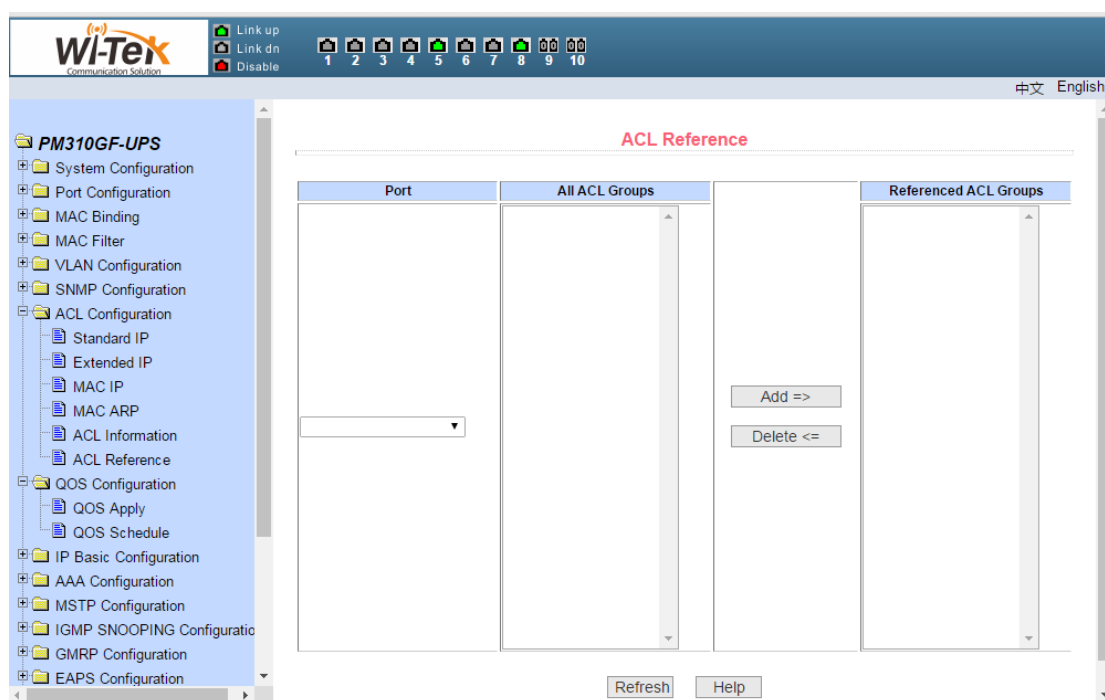 WI-TeK
Communication Solution
Link up
Link dn
Disable
1 2 3 4 5 6 7 8 9 10
中文 English
PM310GF-UPS
System Configuration
Port Configuration
MAC Binding
MAC Filter
VLAN Configuration
SNMP Configuration
ACL Configuration
Standard IP
Extended IP
MAC IP
MAC ARP
ACL Information
ACL Reference
QOS Configuration
QOS Apply
QOS Schedule
IP Basic Configuration
AAA Configuration
MSTP Configuration
IGMP SNOOPING Configuratio
GMRP Configuration
EAPS Configuration
ACL Reference
Port All ACL Groups Referenced ACL Groups
Add =>
Delete <=
Refresh Help